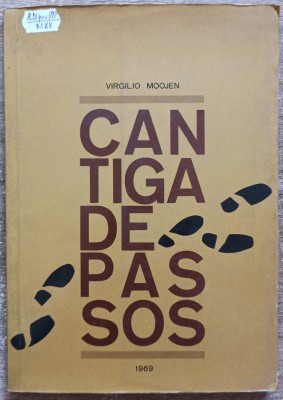 VIRGILIO MOOJEN
CAN
TIGA
DE
PAS
SOS
1969